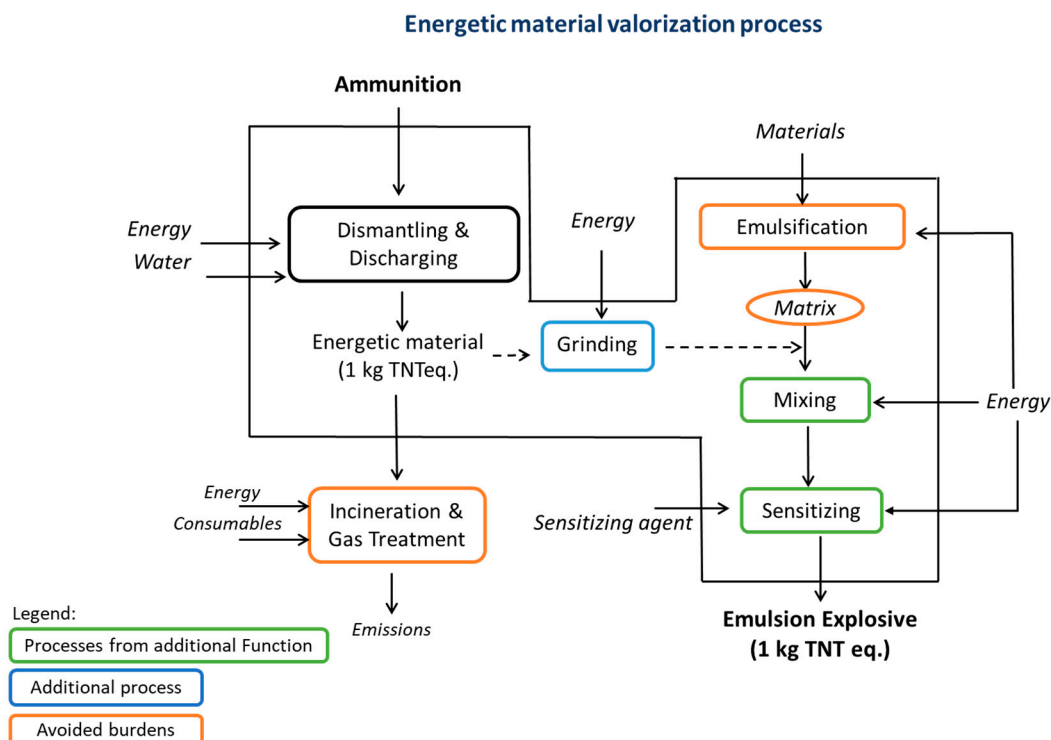 Energetic material valorization process
Ammunition
Materials
Energy
Water
Dismantling &
Discharging
Energy
Emulsification
Matrix
Energetic material
(1 kg TNTeq.)
Grinding
Mixing
Energy
Energy
Consumables
Incineration &
Gas Treatment
Sensitizing agent
Sensitizing
Emissions
Emulsion Explosive
(1 kg TNT eq.)
Legend:
Processes from additional Function
Additional process
Avoided burdens